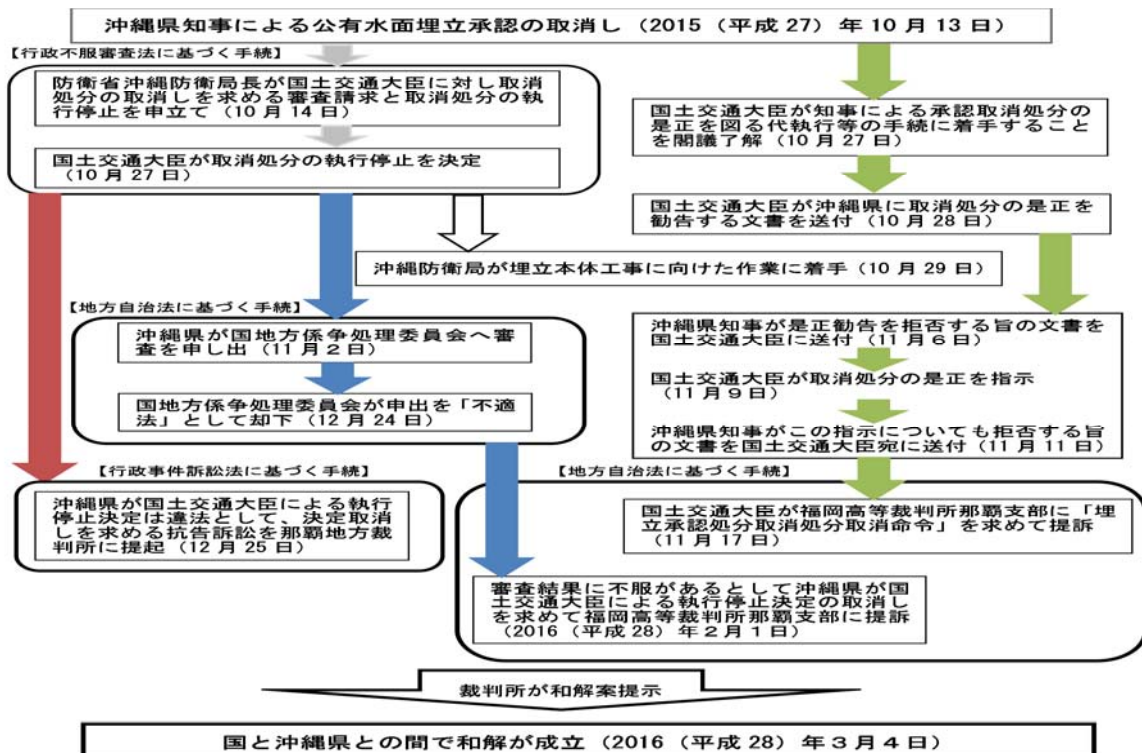 沖縄県知事による公有水面埋立承認の取消し（2015（平成27）年10月13日）
【行政不服審査法に基づく手続】
防衛省沖縄防衛局長が国土交通大臣に対し取消
処分の取消しを求める審査請求と取消処分の執
行停止を申立て（10月14日）
国土交通大臣が取消処分の執行停止を決定
（10月27日）
国土交通大臣が知事による承認取消処分の
是正を図る代執行等の手続に着手すること
を閣議了解（10月27日）
国土交通大臣が沖縄県に取消処分の是正を
勧告する文書を送付（10月28日）
沖縄防衛局が埋立本体工事に向けた作業に着手（10月29日）
【地方自治法に基づく手続】
沖縄県が国地方係争処理委員会へ審
査を申し出（11月2日）
国地方係争処理委員会が申出を「不適
法」として却下（12月24日）
沖縄県知事が是正勧告を拒否する旨の文書を
国土交通大臣に送付（11月6日）
国土交通大臣が取消処分の是正を指示
（11月9日）
沖縄県知事がこの指示についても拒否する旨
の文書を国土交通大臣宛に送付（11月11日）
【行政事件訴訟法に基づく手続】
沖縄県が国土交通大臣による執行
停止決定は違法として、決定取消
しを求める抗告訴訟を那覇地方裁
判所に提起（12月25日）
【地方自治法に基づく手続】
国土交通大臣が福岡高等裁判所那覇支部に「埋
立承認処分取消処分取消命令」を求めて提訴
（11月17日）
審査結果に不服があるとして沖縄県が国
土交通大臣による執行停止決定の取消し
を求めて福岡高等裁判所那覇支部に提訴
（2016（平成28）年2月1日）
裁判所が和解案提示
国と沖縄県との間で和解が成立（2016（平成28）年3月4日）